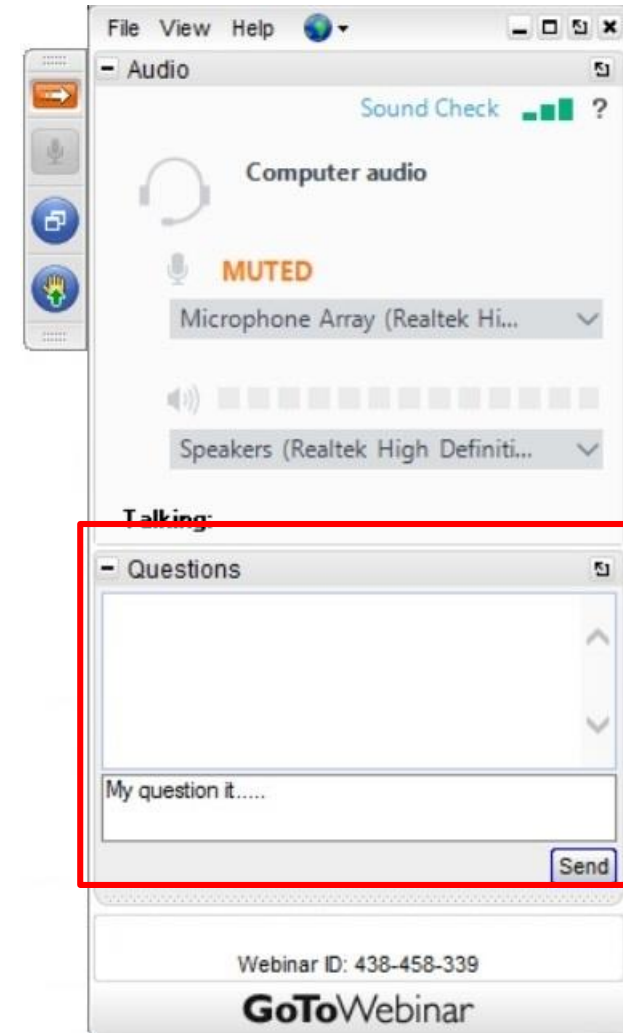 File View Help
Audio
Sound Check ?
Computer audio
MUTED
Microphone Array (Realtek Hi...
Speakers (Realtek High Definiti...
Talking:
Questions
My question it.....
Send
Webinar ID: 438-458-339
GoToWebinar